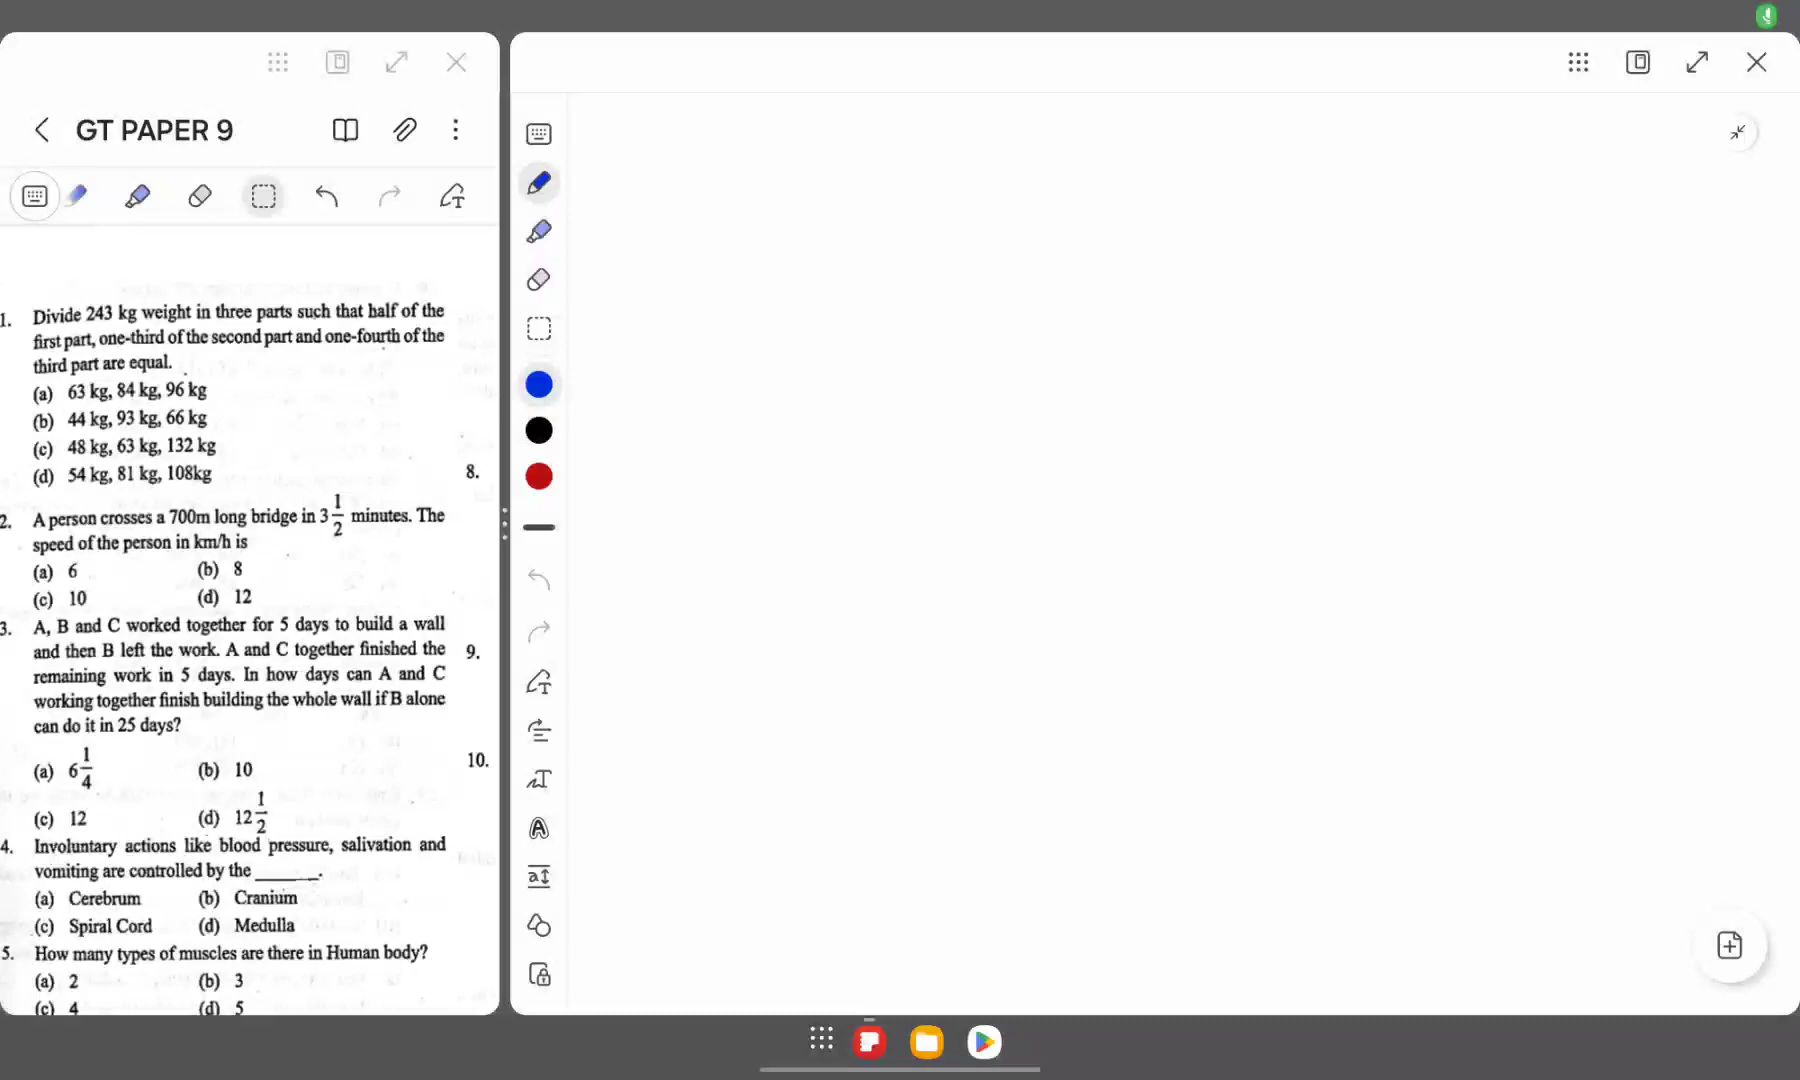 GT PAPER 9
1. Divide 243 kg weight in three parts such that half of the
first part, one-third of the second part and one-fourth of the
third part are equal.
(a) 63 kg, 84 kg, 96 kg
(b) 44 kg, 93 kg, 66 kg
(c) 48 kg, 63 kg, 132 kg
(d) 54 kg, 81 kg, 108kg
8.
2. A person crosses a 700m long bridge in 3 1/2 minutes. The
speed of the person in km/h is
(a) 6 (b) 8
(c) 10 (d) 12
3. A, B and C worked together for 5 days to build a wall
and then B left the work. A and C together finished the
9.
remaining work in 5 days. In how days can A and C
working together finish building the whole wall if B alone
can do it in 25 days?
(a) 6 1/4 (b) 10
10.
(c) 12 (d) 12 1/2
4. Involuntary actions like blood pressure, salivation and
vomiting are controlled by the ______.
(a) Cerebrum (b) Cranium
(c) Spiral Cord (d) Medulla
5. How many types of muscles are there in Human body?
(a) 2 (b) 3
(c) 4 (d) 5